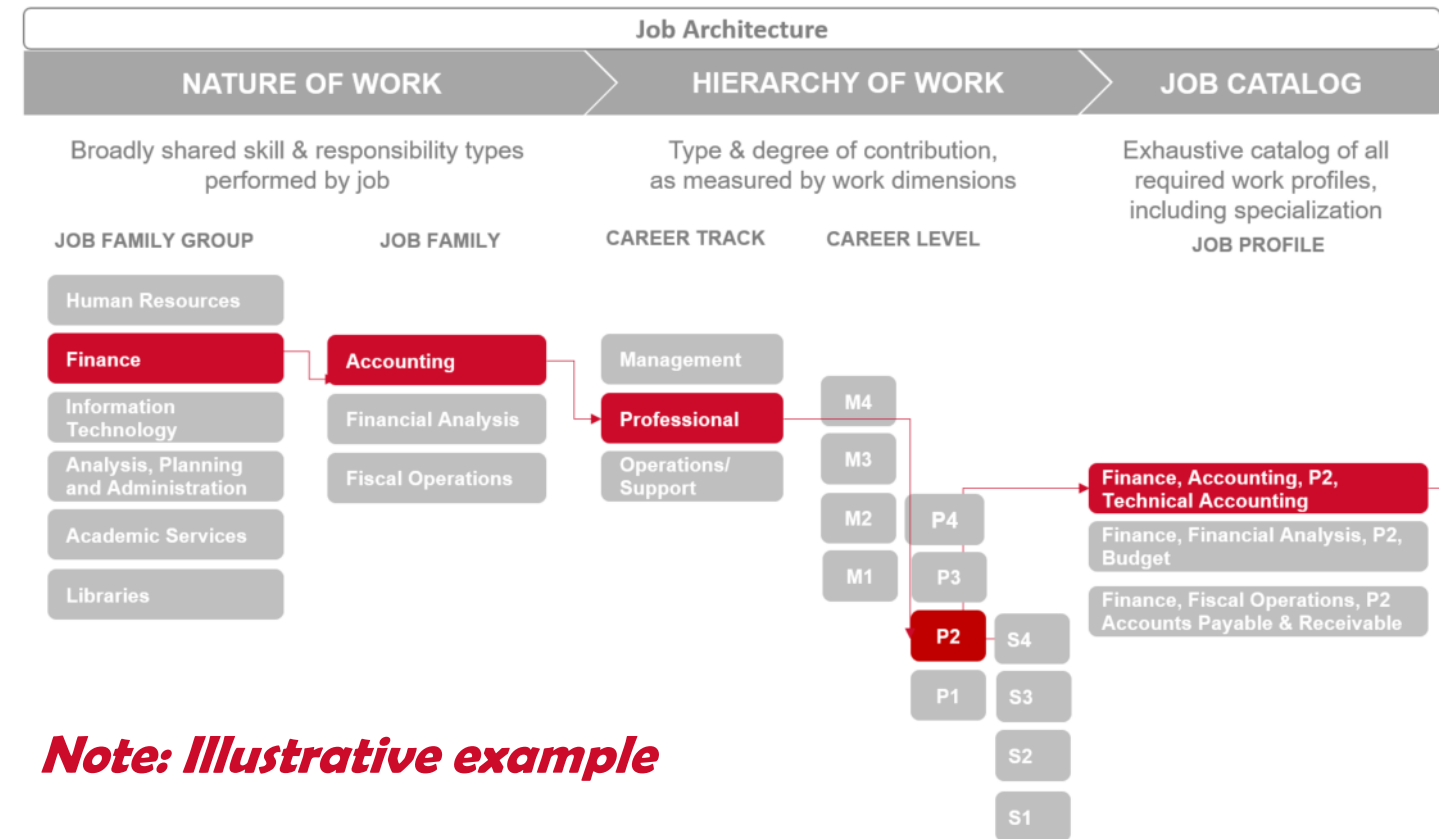 Job Architecture
NATURE OF WORK
HIERARCHY OF WORK
JOB CATALOG
Broadly shared skill & responsibility types
performed by job
Type & degree of contribution,
as measured by work dimensions
Exhaustive catalog of all
required work profiles,
including specialization
JOB FAMILY GROUP
JOB FAMILY
CAREER TRACK
CAREER LEVEL
JOB PROFILE
Human Resources
Finance
Information
Technology
Analysis, Planning
and Administration
Academic Services
Libraries
Accounting
Financial Analysis
Fiscal Operations
Management
Professional
Operations/
Support
M4
M3
M2
M1
P4
P3
P2
P1
S4
S3
S2
S1
Finance, Accounting, P2,
Technical Accounting
Finance, Financial Analysis, P2,
Budget
Finance, Fiscal Operations, P2
Accounts Payable & Receivable
Note: Illustrative example